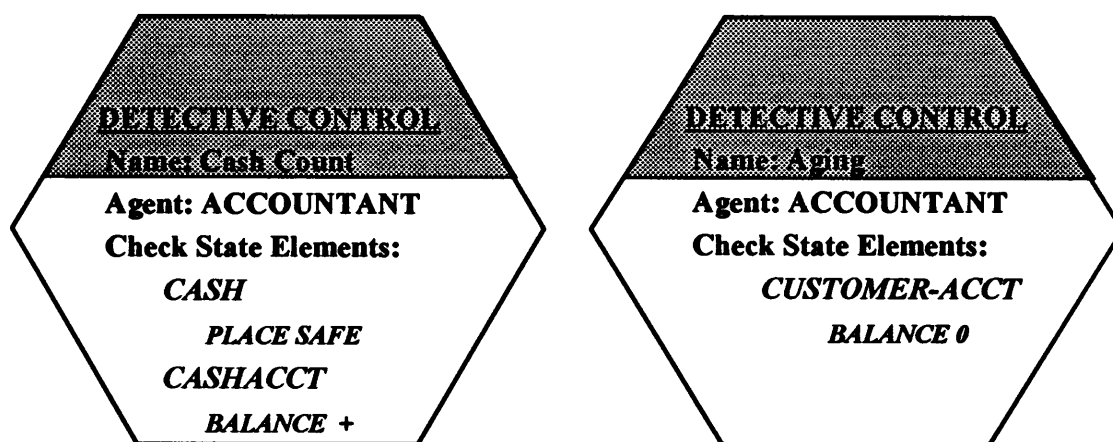 DETECTIVE CONTROL
Name: Cash Count
Agent: ACCOUNTANT
Check State Elements:
CASH
PLACE SAFE
CASHACCT
BALANCE +
DETECTIVE CONTROL
Name: Aging
Agent: ACCOUNTANT
Check State Elements:
CUSTOMER-ACCT
BALANCE 0